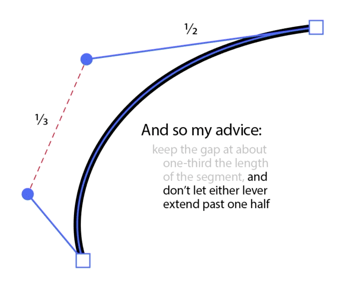 ½
⅓
And so my advice:
keep the gap at about
one-third the length
of the segment, and
don't let either lever
extend past one half